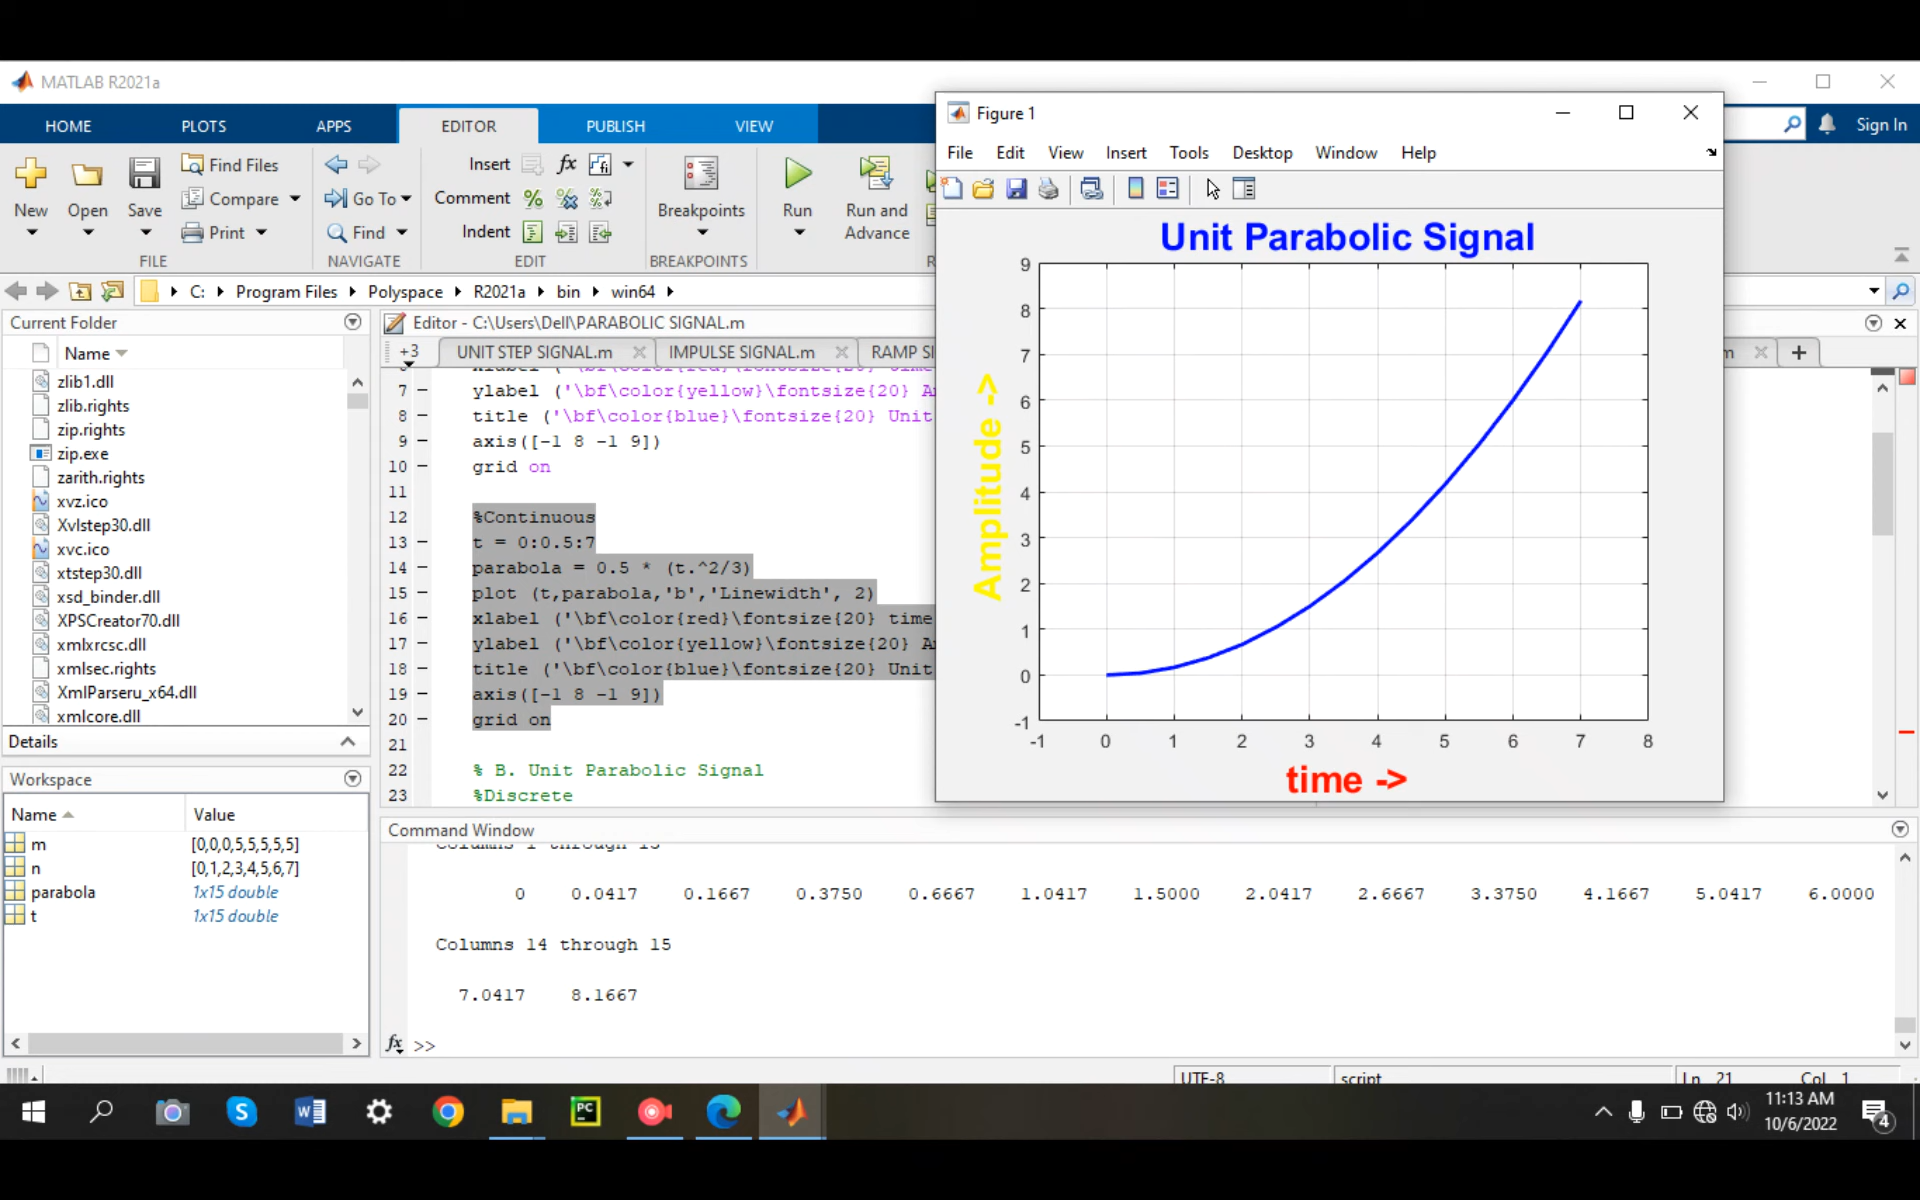 MATLAB R2021a
HOME PLOTS APPS EDITOR PUBLISH VIEW
Sign In
New Open Save
Find Files
Compare
Print
FILE
Go To
Find
NAVIGATE
Insert fx
Comment
Indent
EDIT
Breakpoints
BREAKPOINTS
Run
Run and
Advance
C: Program Files Polyspace R2021a bin win64
Current Folder
Name
zlib1.dll
zlib.rights
zip.rights
zip.exe
zarith.rights
xvz.ico
Xvlstep30.dll
xvc.ico
xtstep30.dll
xsd_binder.dll
XPSCreator70.dll
xmlxrcsc.dll
xmlsec.rights
XmlParseru_x64.dll
xmlcore.dll
Details
Workspace
Name Value
m [0,0,0,5,5,5,5,5]
n [0,1,2,3,4,5,6,7]
parabola 1x15 double
t 1x15 double
Editor - C:\Users\Dell\PARABOLIC SIGNAL.m
+3 UNIT STEP SIGNAL.m IMPULSE SIGNAL.m RAMP SI
7 - ylabel ('\bf\color{yellow}\fontsize{20} A
8 - title ('\bf\color{blue}\fontsize{20} Unit
9 - axis([-1 8 -1 9])
10 - grid on
11
12 - %Continuous
13 - t = 0:0.5:7
14 - parabola = 0.5 * (t.^2/3)
15 - plot (t,parabola,'b','Linewidth', 2)
16 - xlabel ('\bf\color{red}\fontsize{20} time
17 - ylabel ('\bf\color{yellow}\fontsize{20} A
18 - title ('\bf\color{blue}\fontsize{20} Unit
19 - axis([-1 8 -1 9])
20 - grid on
21
22 % B. Unit Parabolic Signal
23 %Discrete
Figure 1
File Edit View Insert Tools Desktop Window Help
Unit Parabolic Signal
Amplitude ->
9
8
7
6
5
4
3
2
1
0
-1
-1 0 1 2 3 4 5 6 7 8
time ->
Command Window
Columns 1 through 13
0 0.0417 0.1667 0.3750 0.6667 1.0417 1.5000 2.0417 2.6667 3.3750 4.1667 5.0417 6.0000
Columns 14 through 15
7.0417 8.1667
fx >>
UTF-8 script Ln 21 Col 1
11:13 AM
10/6/2022
4